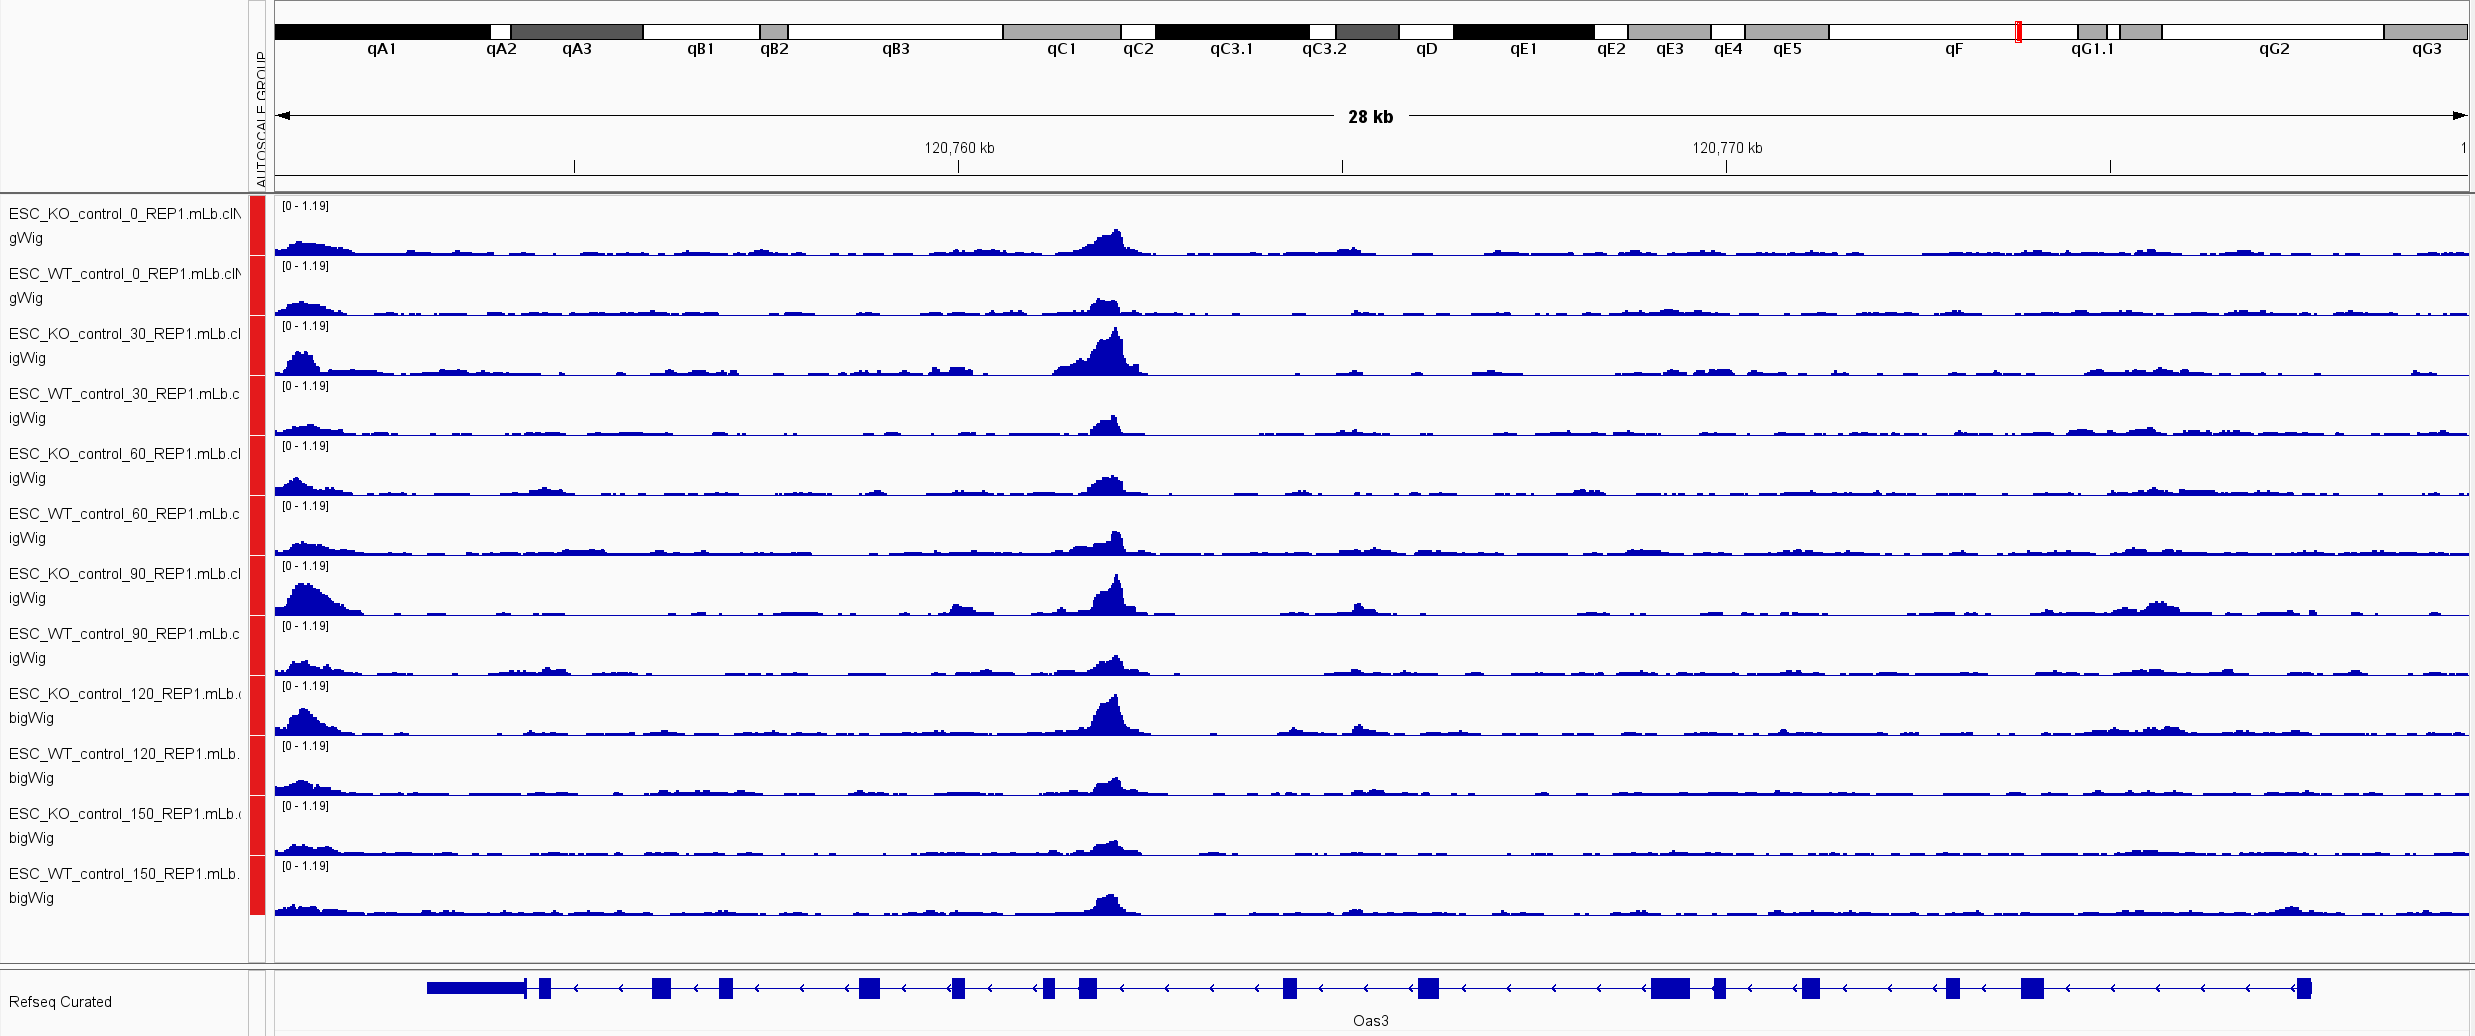 qA1 qA2 qA3 qB1 qB2 qB3 qC1 qC2 qC3.1 qC3.2 qD qE1 qE2 qE3 qE4 qE5 qF qG1.1 qG2 qG3
AUTOSCALE GROUP
28 kb
120,760 kb 120,770 kb 1
ESC_KO_control_0_REP1.mLb.clN [0 - 1.19]
gWig
ESC_WT_control_0_REP1.mLb.clN [0 - 1.19]
gWig
ESC_KO_control_30_REP1.mLb.cl [0 - 1.19]
igWig
ESC_WT_control_30_REP1.mLb.c [0 - 1.19]
igWig
ESC_KO_control_60_REP1.mLb.cl [0 - 1.19]
igWig
ESC_WT_control_60_REP1.mLb.c [0 - 1.19]
igWig
ESC_KO_control_90_REP1.mLb.cl [0 - 1.19]
igWig
ESC_WT_control_90_REP1.mLb.c [0 - 1.19]
igWig
ESC_KO_control_120_REP1.mLb.c [0 - 1.19]
bigWig
ESC_WT_control_120_REP1.mLb. [0 - 1.19]
bigWig
ESC_KO_control_150_REP1.mLb.c [0 - 1.19]
bigWig
ESC_WT_control_150_REP1.mLb. [0 - 1.19]
bigWig
Refseq Curated
Oas3